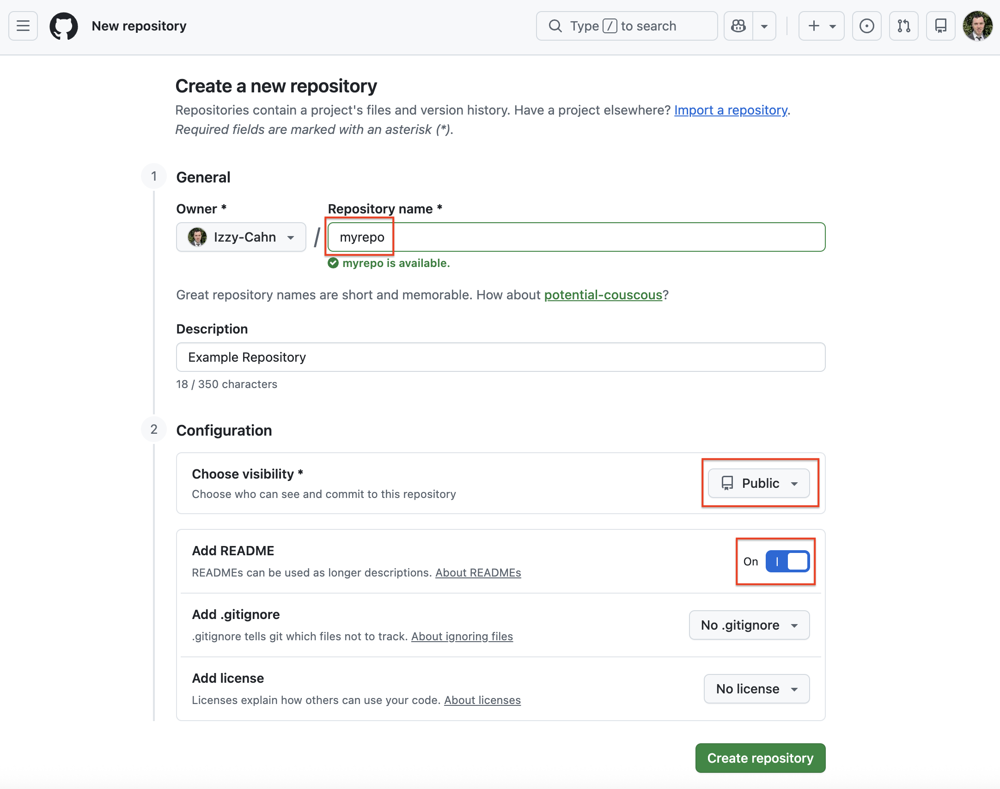 New repository
Type / to search
Create a new repository
Repositories contain a project's files and version history. Have a project elsewhere? Import a repository.
Required fields are marked with an asterisk (*).
1 General
Owner * Repository name *
Izzy-Cahn / myrepo
myrepo is available.
Great repository names are short and memorable. How about potential-couscous?
Description
Example Repository
18 / 350 characters
2 Configuration
Choose visibility *
Choose who can see and commit to this repository
Public
Add README
READMEs can be used as longer descriptions. About READMEs
On
Add .gitignore
.gitignore tells git which files not to track. About ignoring files
No .gitignore
Add license
Licenses explain how others can use your code. About licenses
No license
Create repository